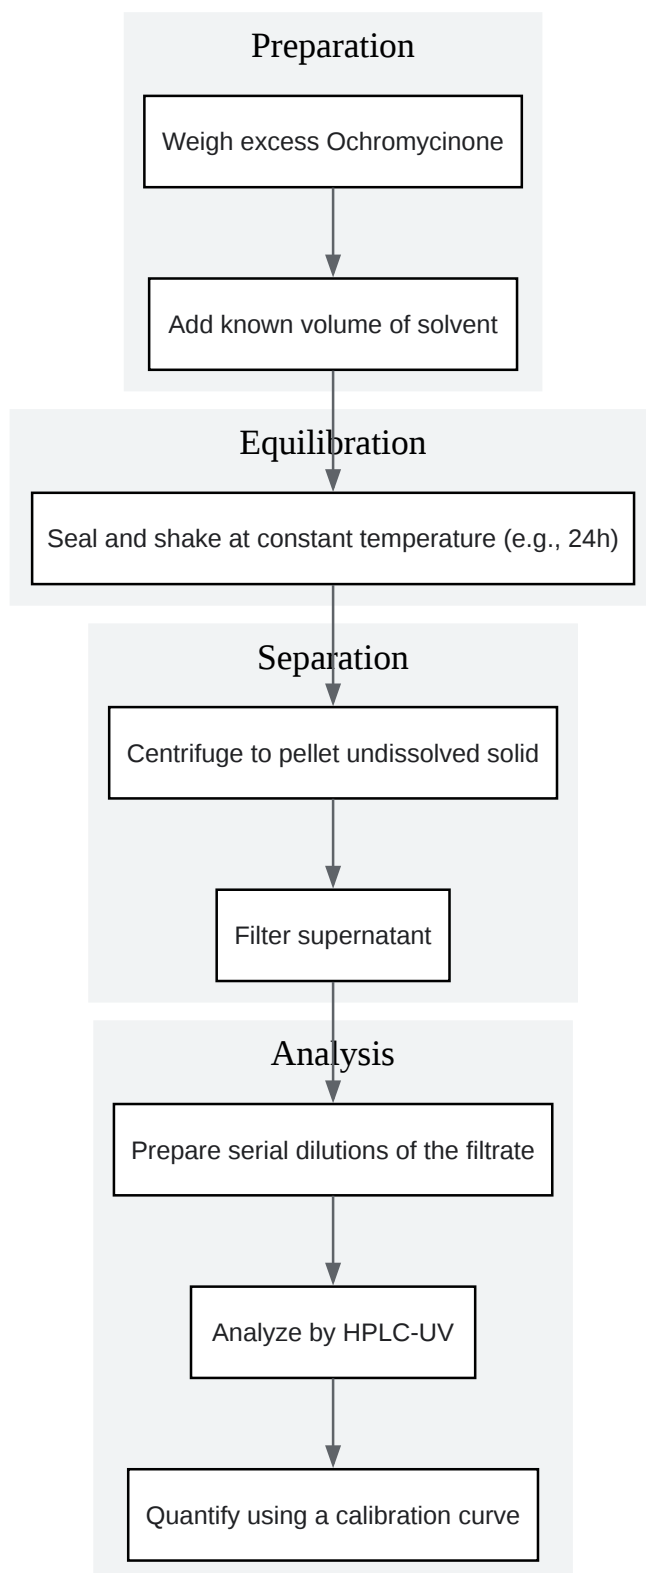 Preparation
Weigh excess Ochromycinone
Add known volume of solvent
Equilibration
Seal and shake at constant temperature (e.g., 24h)
Separation
Centrifuge to pellet undissolved solid
Filter supernatant
Analysis
Prepare serial dilutions of the filtrate
Analyze by HPLC-UV
Quantify using a calibration curve